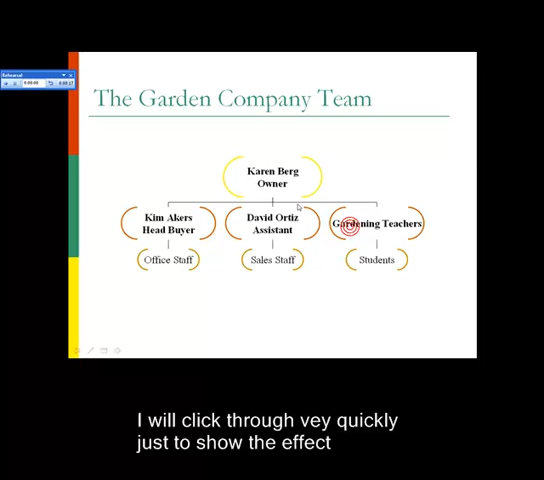 Rehearsal
The Garden Company Team
Karen Berg
Owner
Kim Akers
Head Buyer
David Ortiz
Assistant
Gardening Teachers
Office Staff
Sales Staff
Students
I will click through vey quickly
just to show the effect